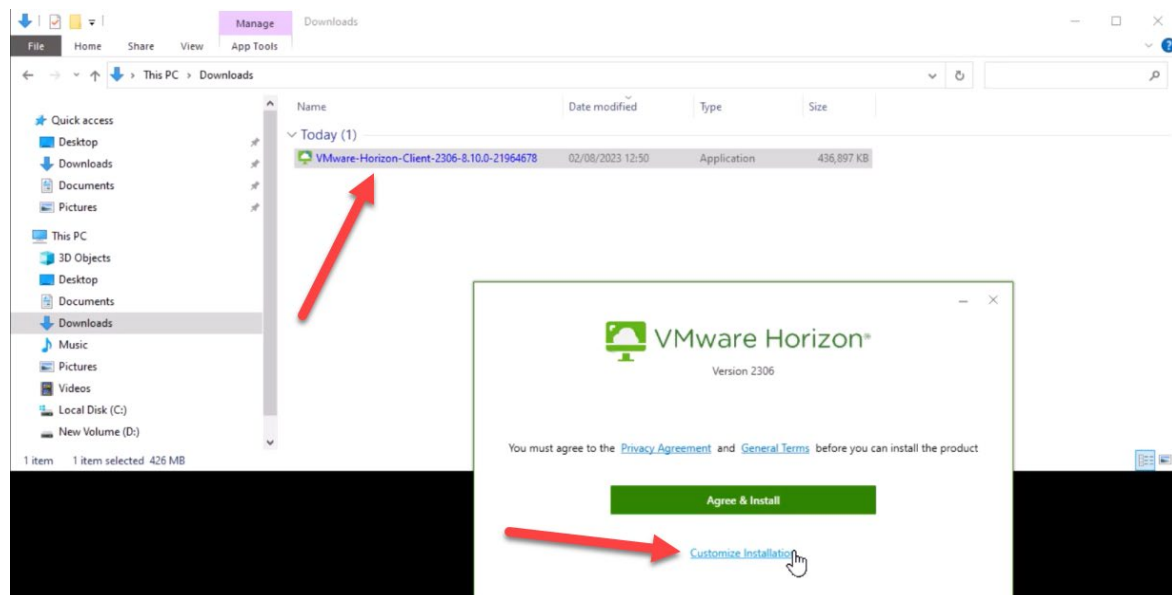 Manage Downloads
File Home Share View App Tools
This PC > Downloads
Name Date modified Type Size
Quick access
Today (1)
Desktop
VMware-Horizon-Client-2306-8.10.0-21964678 02/08/2023 12:50 Application 436,897 KB
Downloads
Documents
Pictures
This PC
3D Objects
Desktop
Documents
Downloads
Music
Pictures
Videos
Local Disk (C:)
New Volume (D:)
1 item 1 item selected 426 MB
VMware Horizon®
Version 2306
You must agree to the Privacy Agreement and General Terms before you can install the product
Agree & Install
Customize Installation